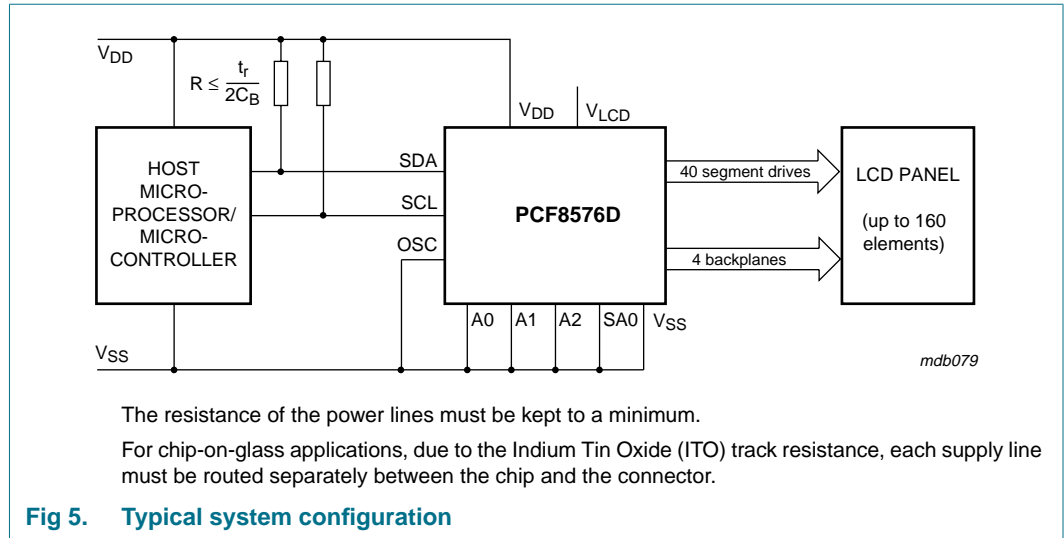 VDD
R ≤ tr
2CB
VDD
VLCD
HOST
MICRO-
PROCESSOR/
MICRO-
CONTROLLER
SDA
SCL
OSC
PCF8576D
40 segment drives
4 backplanes
LCD PANEL
(up to 160
elements)
A0
A1
A2
SA0
VSS
VSS
mdb079
The resistance of the power lines must be kept to a minimum.
For chip-on-glass applications, due to the Indium Tin Oxide (ITO) track resistance, each supply line
must be routed separately between the chip and the connector.
Fig 5. Typical system configuration